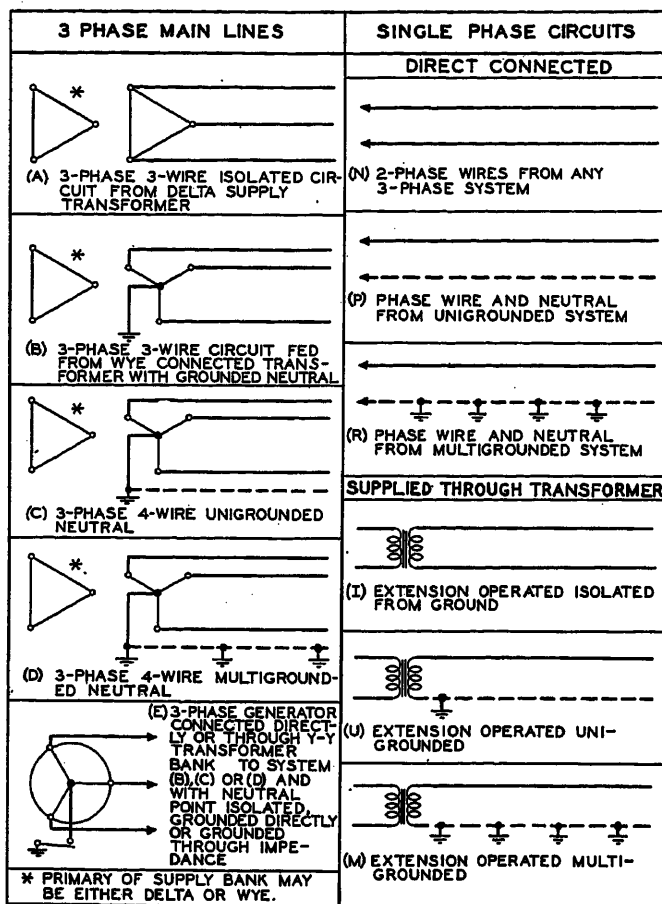 3 PHASE MAIN LINES
*
(A) 3-PHASE 3-WIRE ISOLATED CIR-
CUIT FROM DELTA SUPPLY
TRANSFORMER
*
(B) 3-PHASE 3-WIRE CIRCUIT FED
FROM WYE CONNECTED TRANS-
FORMER WITH GROUNDED NEUTRAL
*
(C) 3-PHASE 4-WIRE UNIGROUNDED
NEUTRAL
*
(D) 3-PHASE 4-WIRE MULTIGROUND-
ED NEUTRAL
(E) 3-PHASE GENERATOR
CONNECTED DIRECT-
LY OR THROUGH Y-Y
TRANSFORMER
BANK TO SYSTEM
(B),(C) OR (D) AND
WITH NEUTRAL
POINT ISOLATED,
GROUNDED DIRECTLY
OR GROUNDED
THROUGH IMPE-
DANCE
* PRIMARY OF SUPPLY BANK MAY
BE EITHER DELTA OR WYE.
SINGLE PHASE CIRCUITS
DIRECT CONNECTED
(N) 2-PHASE WIRES FROM ANY
3-PHASE SYSTEM
(P) PHASE WIRE AND NEUTRAL
FROM UNIGROUNDED SYSTEM
(R) PHASE WIRE AND NEUTRAL
FROM MULTIGROUNDED SYSTEM
SUPPLIED THROUGH TRANSFORMER
(I) EXTENSION OPERATED ISOLATED
FROM GROUND
(U) EXTENSION OPERATED UNI-
GROUNDED
(M) EXTENSION OPERATED MULTI-
GROUNDED